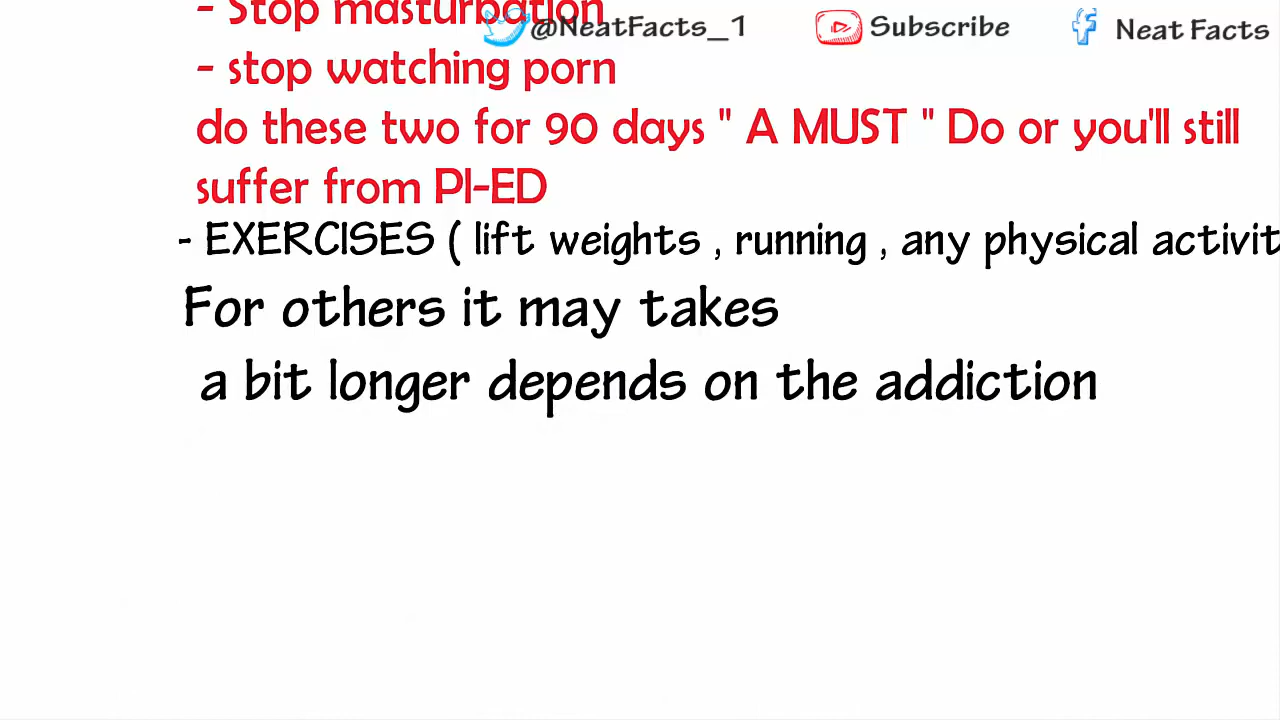 - Stop masturbation
@NeatFacts_1 Subscribe Neat Facts
- stop watching porn
do these two for 90 days " A MUST " Do or you'll still
suffer from PI-ED
- EXERCISES ( lift weights , running , any physical activit
For others it may takes
a bit longer depends on the addiction